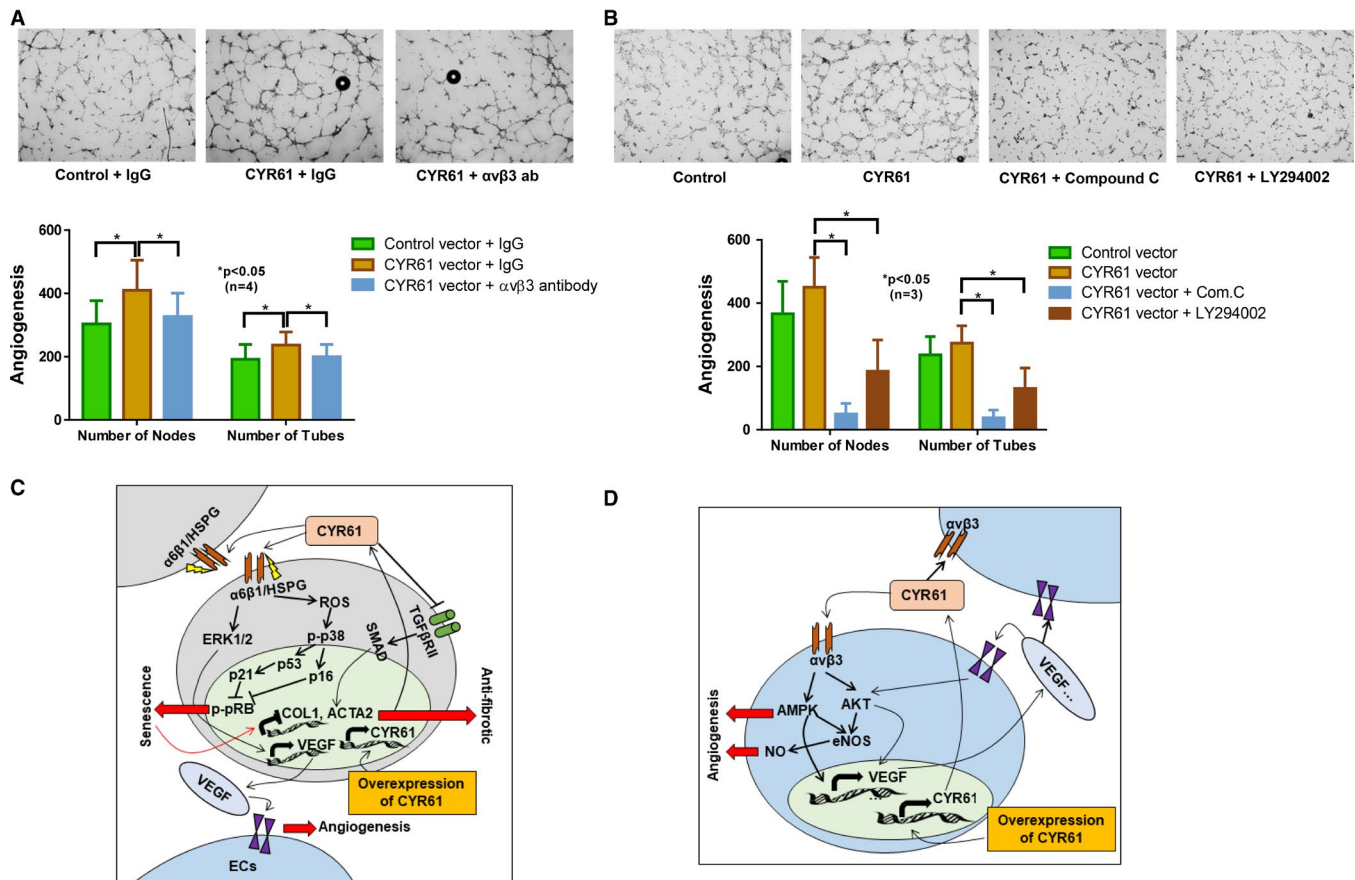 A
Control + IgG
CYR61 + IgG
CYR61 + αvβ3 ab
Angiogenesis
600
400
200
0
*
*
*
*
*p<0.05
(n=4)
Number of Nodes
Number of Tubes
Control vector + IgG
CYR61 vector + IgG
CYR61 vector + αvβ3 antibody
B
Control
CYR61
CYR61 + Compound C
CYR61 + LY294002
Angiogenesis
600
400
200
0
*
*
*
*
*p<0.05
(n=3)
Number of Nodes
Number of Tubes
Control vector
CYR61 vector
CYR61 vector + Com.C
CYR61 vector + LY294002
C
α6β1/HSPG
CYR61
α6β1/HSPG
ROS
TGFβRII
ERK1/2
p-p38
SMAD
p53
p21
p16
p-pRB
COL1, ACTA2
CYR61
VEGF
Senescence
Anti-fibrotic
VEGF
Overexpression
of CYR61
Angiogenesis
ECs
D
αvβ3
CYR61
αvβ3
VEGF...
AMPK
AKT
eNOS
NO
Angiogenesis
VEGF
...
CYR61
Overexpression
of CYR61